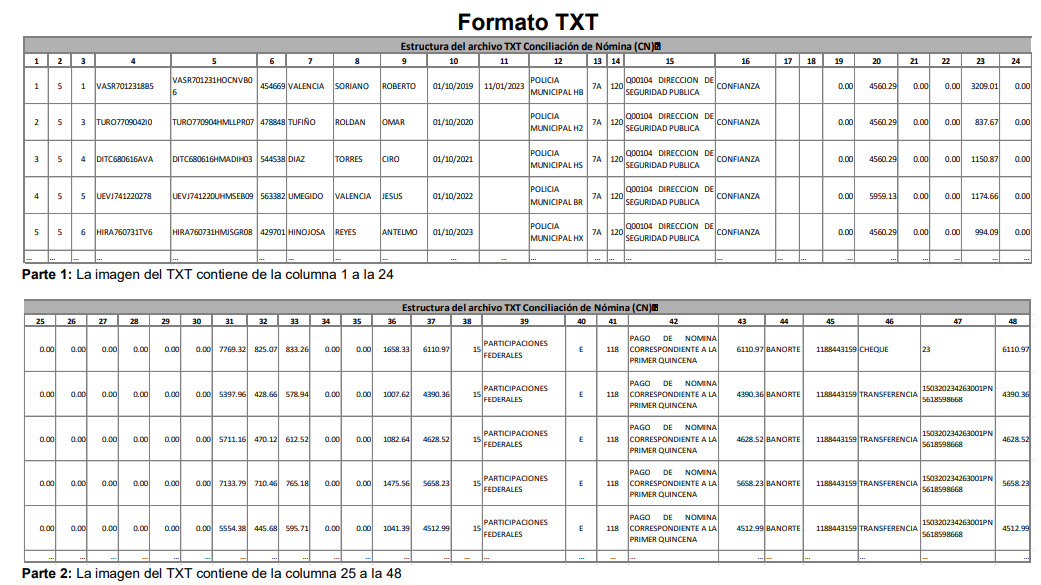 Formato TXT
Estructura del archivo TXT Conciliación de Nómina (CN)
1 2 3 4 5 6 7 8 9 10 11 12 13 14 15 16 17 18 19 20 21 22 23 24
1 5 1 VASR7012318B5 VASR701231HOCNVB06 454669 VALENCIA SORIANO ROBERTO 01/10/2019 11/01/2023 POLICIA MUNICIPAL HB 7A 120 Q00104 DIRECCION DE SEGURIDAD PUBLICA CONFIANZA 0.00 4560.29 0.00 0.00 3209.01 0.00
2 5 3 TURO7709042I0 TURO770904HMLLPR07 478848 TUFIÑO ROLDAN OMAR 01/10/2020 POLICIA MUNICIPAL H2 7A 120 Q00104 DIRECCION DE SEGURIDAD PUBLICA CONFIANZA 0.00 4560.29 0.00 0.00 837.67 0.00
3 5 4 DITC680616AVA DITC680616HMADIH03 544538 DIAZ TORRES CIRO 01/10/2021 POLICIA MUNICIPAL HS 7A 120 Q00104 DIRECCION DE SEGURIDAD PUBLICA CONFIANZA 0.00 4560.29 0.00 0.00 1150.87 0.00
4 5 5 UEVJ741220278 UEVJ741220UHMSEB09 563382 UMEGIDO VALENCIA JESUS 01/10/2022 POLICIA MUNICIPAL BR 7A 120 Q00104 DIRECCION DE SEGURIDAD PUBLICA CONFIANZA 0.00 5959.13 0.00 0.00 1174.66 0.00
5 5 6 HIRA760731TV6 HIRA760731HMJSGR08 429701 HINOJOSA REYES ANTELMO 01/10/2023 POLICIA MUNICIPAL HX 7A 120 Q00104 DIRECCION DE SEGURIDAD PUBLICA CONFIANZA 0.00 4560.29 0.00 0.00 994.09 0.00
... ... ... ... ... ... ... ... ... ... ... ... ... ... ... ... ... ... ... ... ... ... ... ...
Parte 1: La imagen del TXT contiene de la columna 1 a la 24
Estructura del archivo TXT Conciliación de Nómina (CN)
25 26 27 28 29 30 31 32 33 34 35 36 37 38 39 40 41 42 43 44 45 46 47 48
0.00 0.00 0.00 0.00 0.00 0.00 7769.32 825.07 833.26 0.00 0.00 1658.33 6110.97 15 PARTICIPACIONES FEDERALES E 118 PAGO DE NOMINA CORRESPONDIENTE A LA PRIMER QUINCENA 6110.97 BANORTE 1188443159 CHEQUE 23 6110.97
0.00 0.00 0.00 0.00 0.00 0.00 5397.96 428.66 578.94 0.00 0.00 1007.62 4390.36 15 PARTICIPACIONES FEDERALES E 118 PAGO DE NOMINA CORRESPONDIENTE A LA PRIMER QUINCENA 4390.36 BANORTE 1188443159 TRANSFERENCIA 150320234263001PN5618598668 4390.36
0.00 0.00 0.00 0.00 0.00 0.00 5711.16 470.12 612.52 0.00 0.00 1082.64 4628.52 15 PARTICIPACIONES FEDERALES E 118 PAGO DE NOMINA CORRESPONDIENTE A LA PRIMER QUINCENA 4628.52 BANORTE 1188443159 TRANSFERENCIA 150320234263001PN5618598668 4628.52
0.00 0.00 0.00 0.00 0.00 0.00 7133.79 710.46 765.18 0.00 0.00 1475.56 5658.23 15 PARTICIPACIONES FEDERALES E 118 PAGO DE NOMINA CORRESPONDIENTE A LA PRIMER QUINCENA 5658.23 BANORTE 1188443159 TRANSFERENCIA 150320234263001PN5618598668 5658.23
0.00 0.00 0.00 0.00 0.00 0.00 5554.38 445.68 595.71 0.00 0.00 1041.39 4512.99 15 PARTICIPACIONES FEDERALES E 118 PAGO DE NOMINA CORRESPONDIENTE A LA PRIMER QUINCENA 4512.99 BANORTE 1188443159 TRANSFERENCIA 150320234263001PN5618598668 4512.99
... ... ... ... ... ... ... ... ... ... ... ... ... ... ... ... ... ... ... ... ... ... ... ...
Parte 2: La imagen del TXT contiene de la columna 25 a la 48